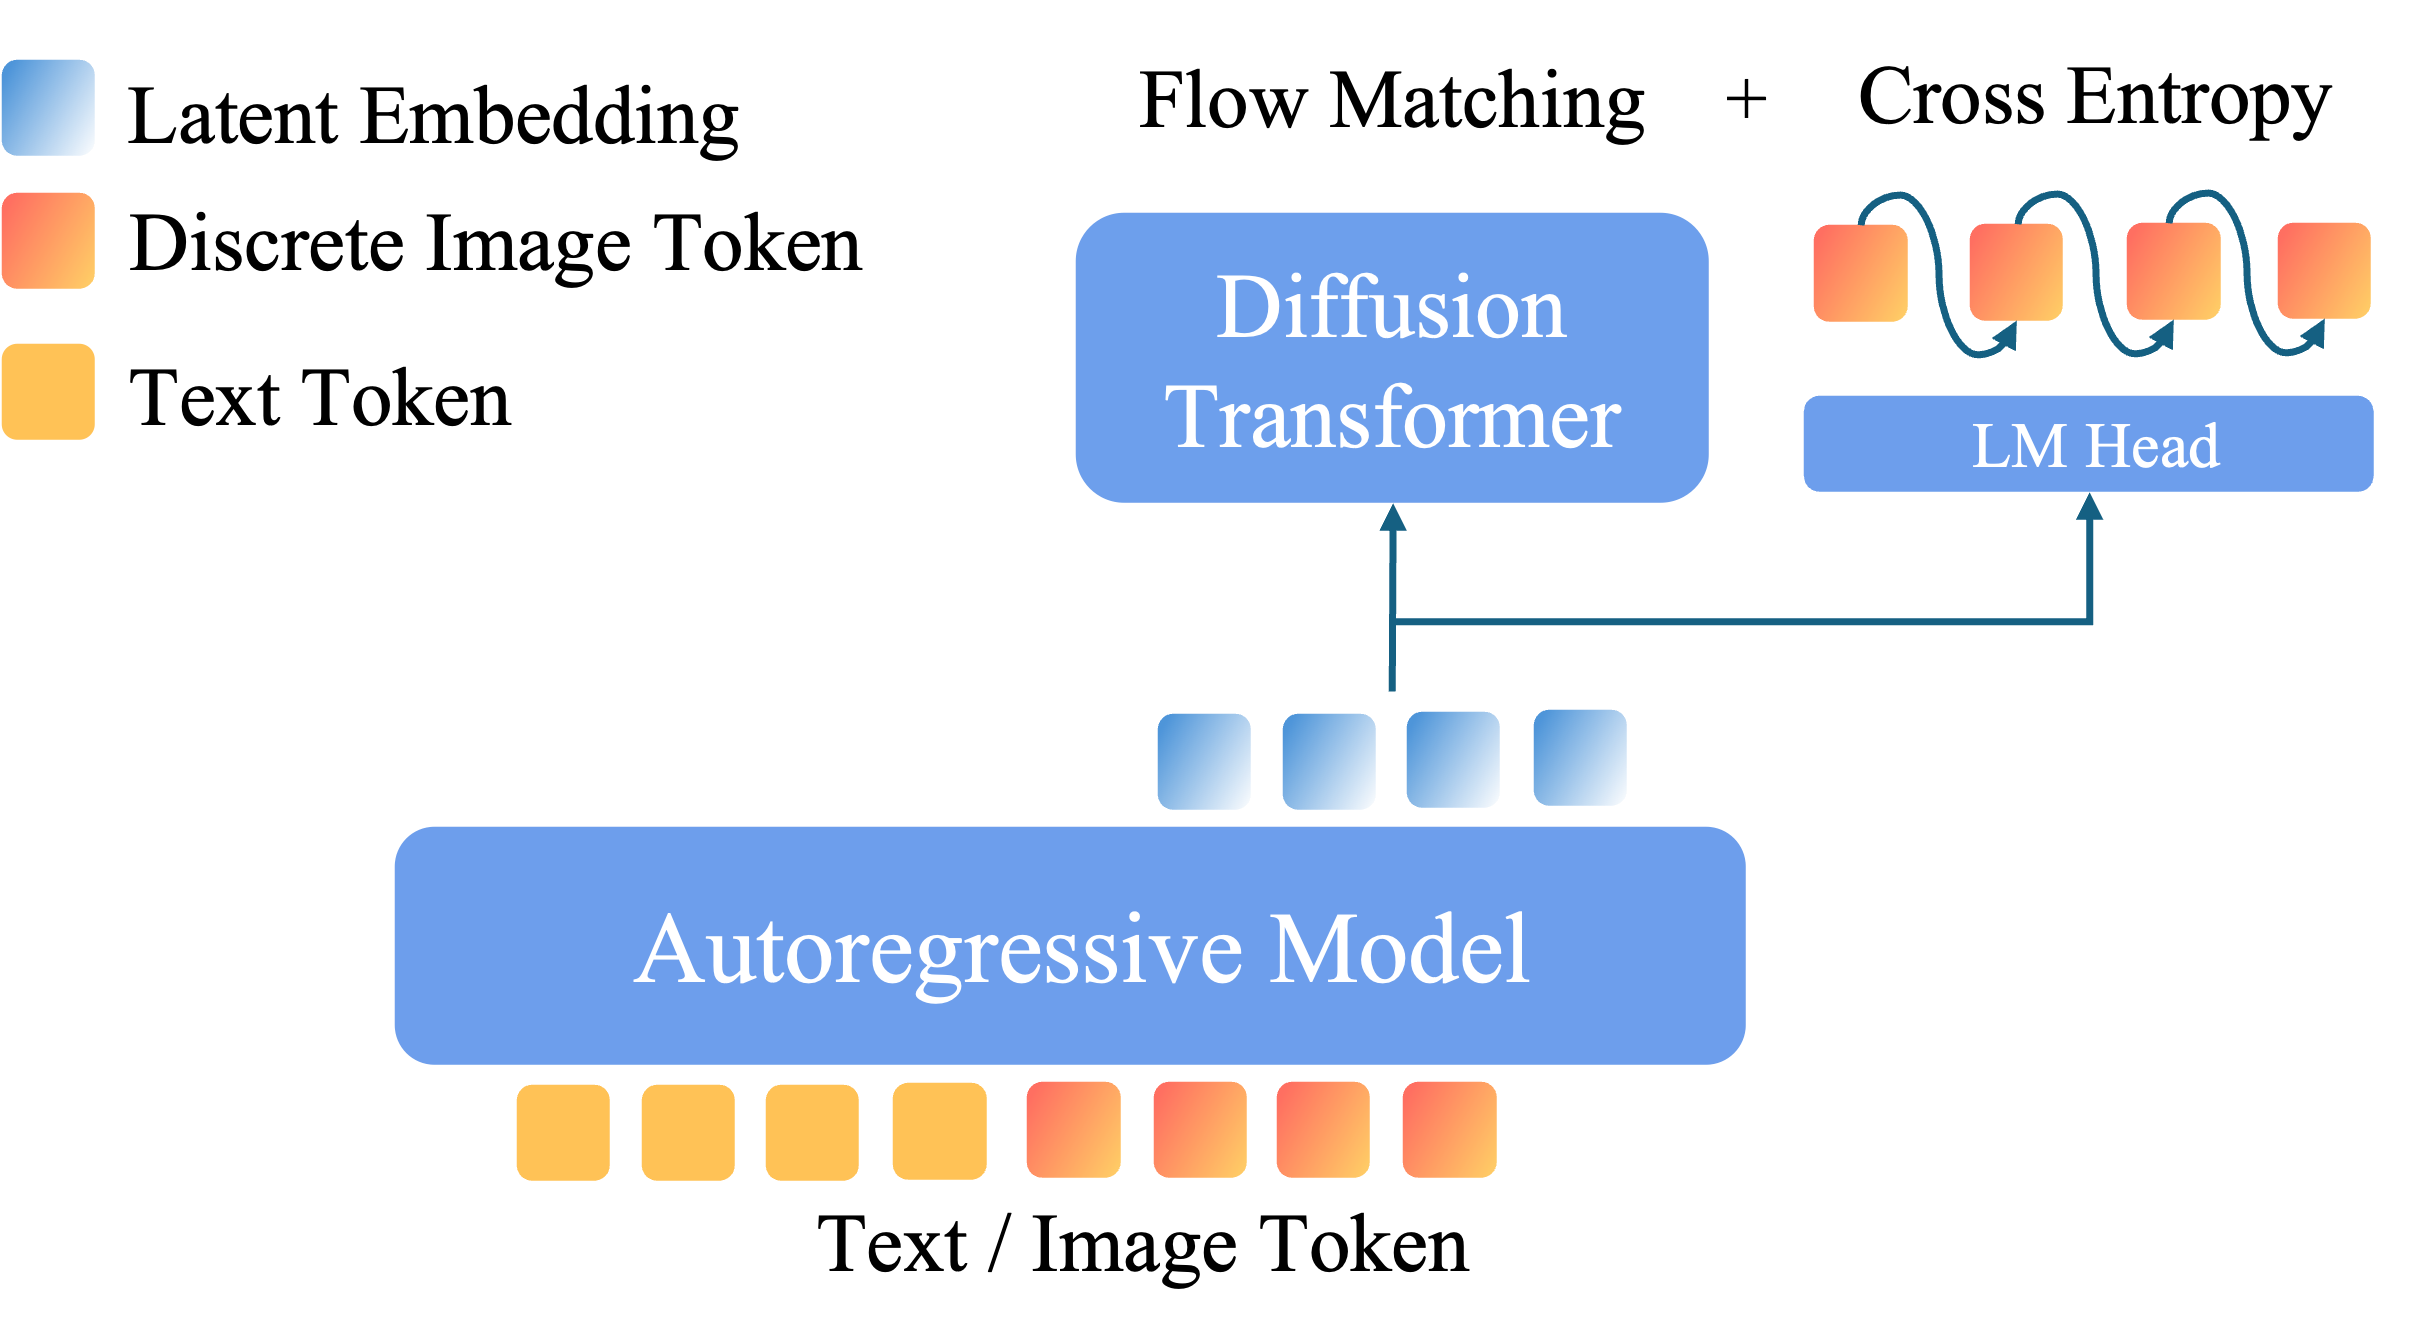 Latent Embedding
Discrete Image Token
Text Token
Flow Matching + Cross Entropy
Diffusion
Transformer
LM Head
Autoregressive Model
Text / Image Token